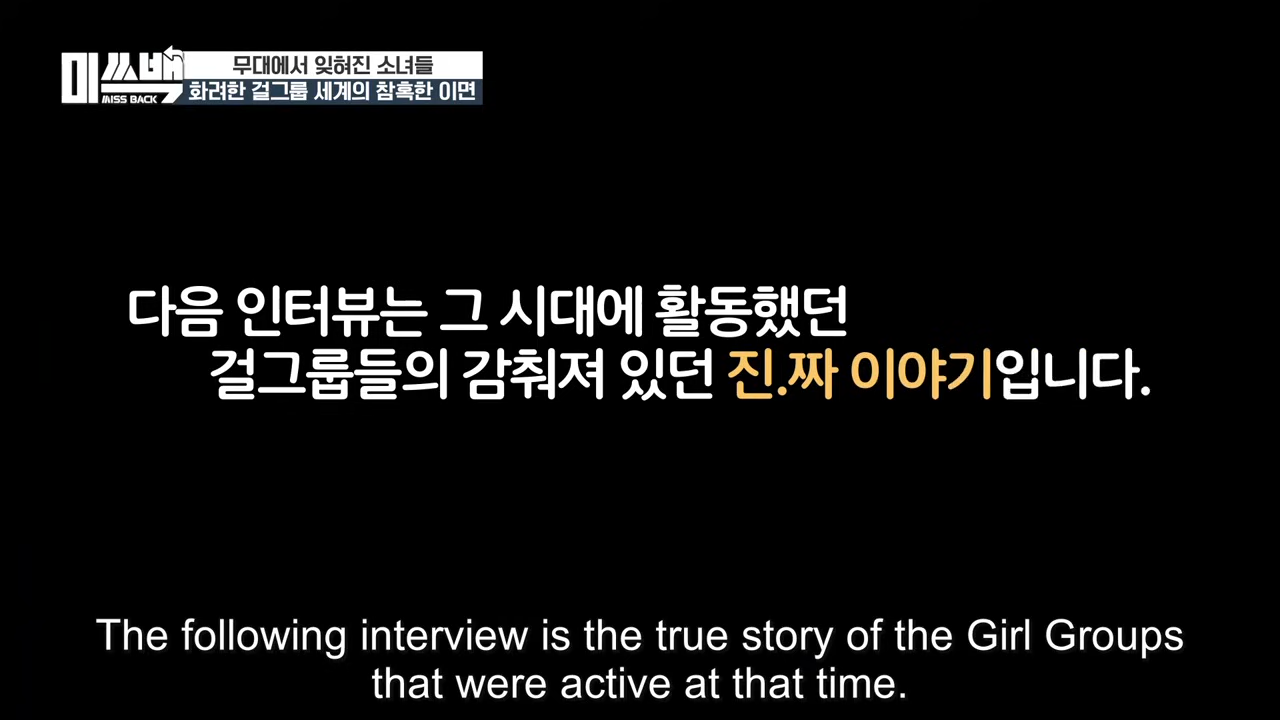 미쓰백
MISS BACK
무대에서 잊혀진 소녀들
화려한 걸그룹 세계의 참혹한 이면
다음 인터뷰는 그 시대에 활동했던
걸그룹들의 감춰져 있던 진.짜 이야기입니다.
The following interview is the true story of the Girl Groups
that were active at that time.